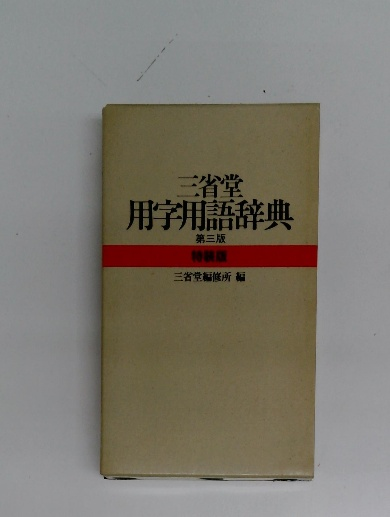 三省堂
用字用語辞典
第三版
特装版
三省堂編修所 編